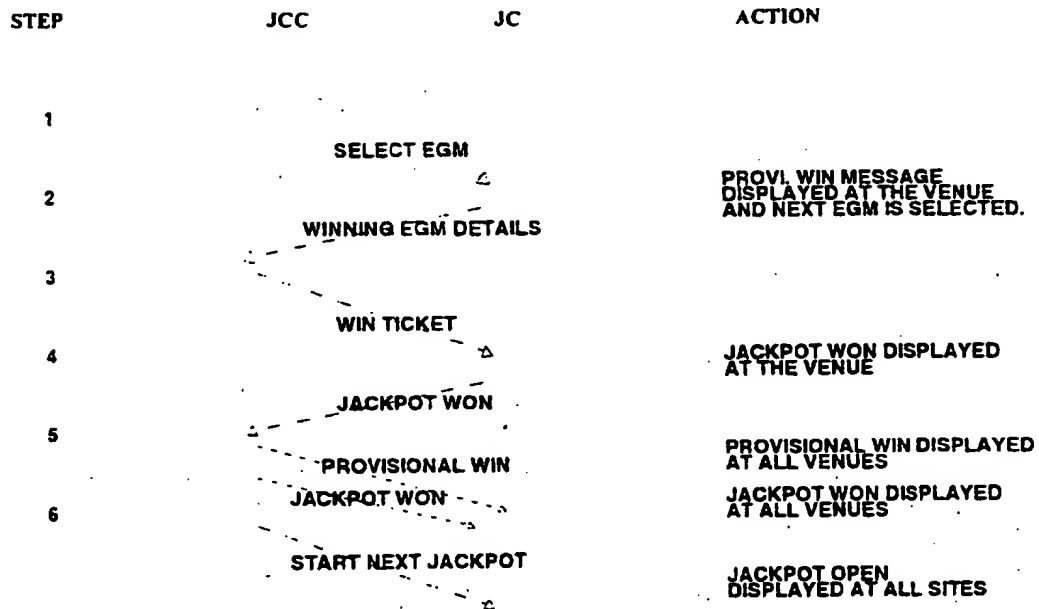 STEP JCC JC ACTION
1
SELECT EGM
2
PROVI. WIN MESSAGE
DISPLAYED AT THE VENUE
AND NEXT EGM IS SELECTED.
WINNING EGM DETAILS
3
WIN TICKET
4
JACKPOT WON DISPLAYED
AT THE VENUE
JACKPOT WON
5
PROVISIONAL WIN DISPLAYED
AT ALL VENUES
PROVISIONAL WIN
JACKPOT WON
JACKPOT WON DISPLAYED
AT ALL VENUES
6
START NEXT JACKPOT
JACKPOT OPEN
DISPLAYED AT ALL SITES